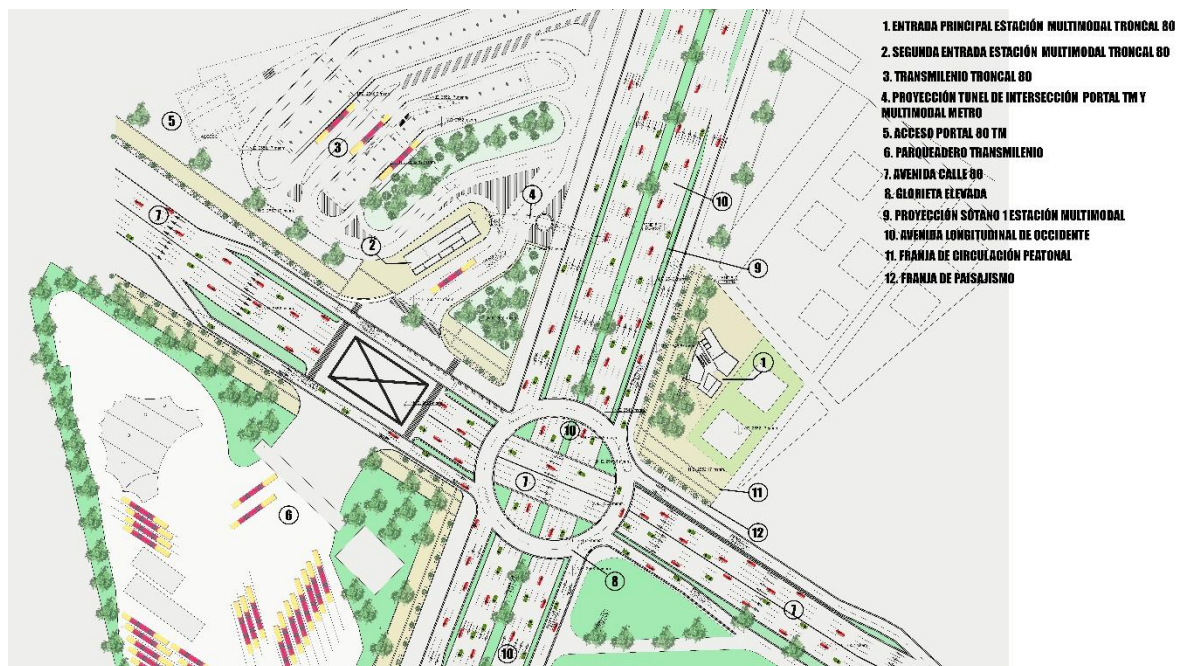 1. ENTRADA PRINCIPAL ESTACIÓN MULTIMODAL TRONCAL 80
2. SEGUNDA ENTRADA ESTACIÓN MULTIMODAL TRONCAL 80
3. TRANSMILENIO TRONCAL 80
4. PROYECCIÓN TUNEL DE INTERSECCIÓN PORTAL TM Y
MULTIMODAL METRO
5. ACCESO PORTAL 80 TM
6. PARQUEADERO TRANSMILENIO
7. AVENIDA CALLE 80
8. GLORIETA ELEVADA
9. PROYECCIÓN SÓTANO 1 ESTACIÓN MULTIMODAL
10. AVENIDA LONGITUDINAL DE OCCIDENTE
11. FRANJA DE CIRCULACIÓN PEATONAL
12. FRANJA DE PAISAJISMO
5
3
4
7
2
10
9
1
10
7
11
6
12
8
7
10